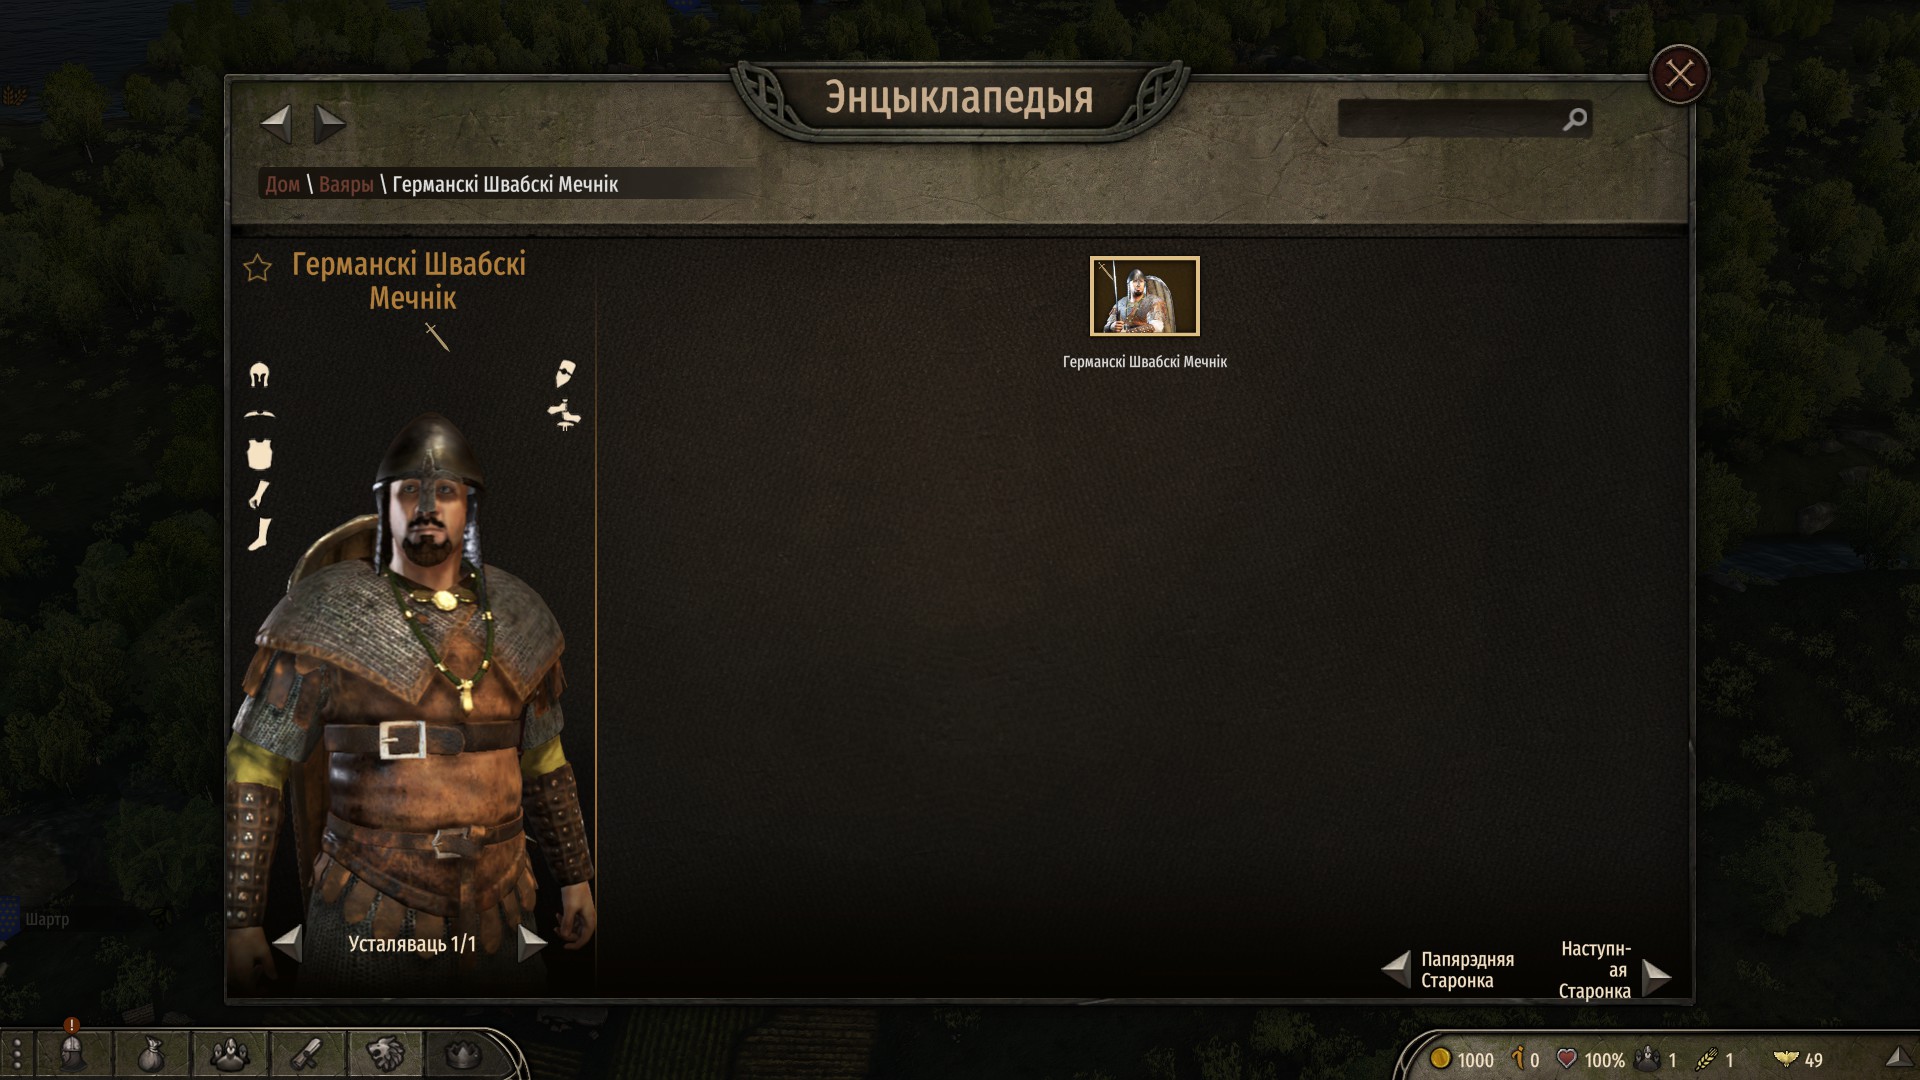 Энцыклапедыя
Дом \ Ваяры \ Германскі Швабскі Мечнік
Германскі Швабскі
Мечнік
Германскі Швабскі Мечнік
Шартр
Усталяваць 1/1
Папярэдняя
Старонка
Наступн-
ая
Старонка
!
1000
0
100%
1
1
49